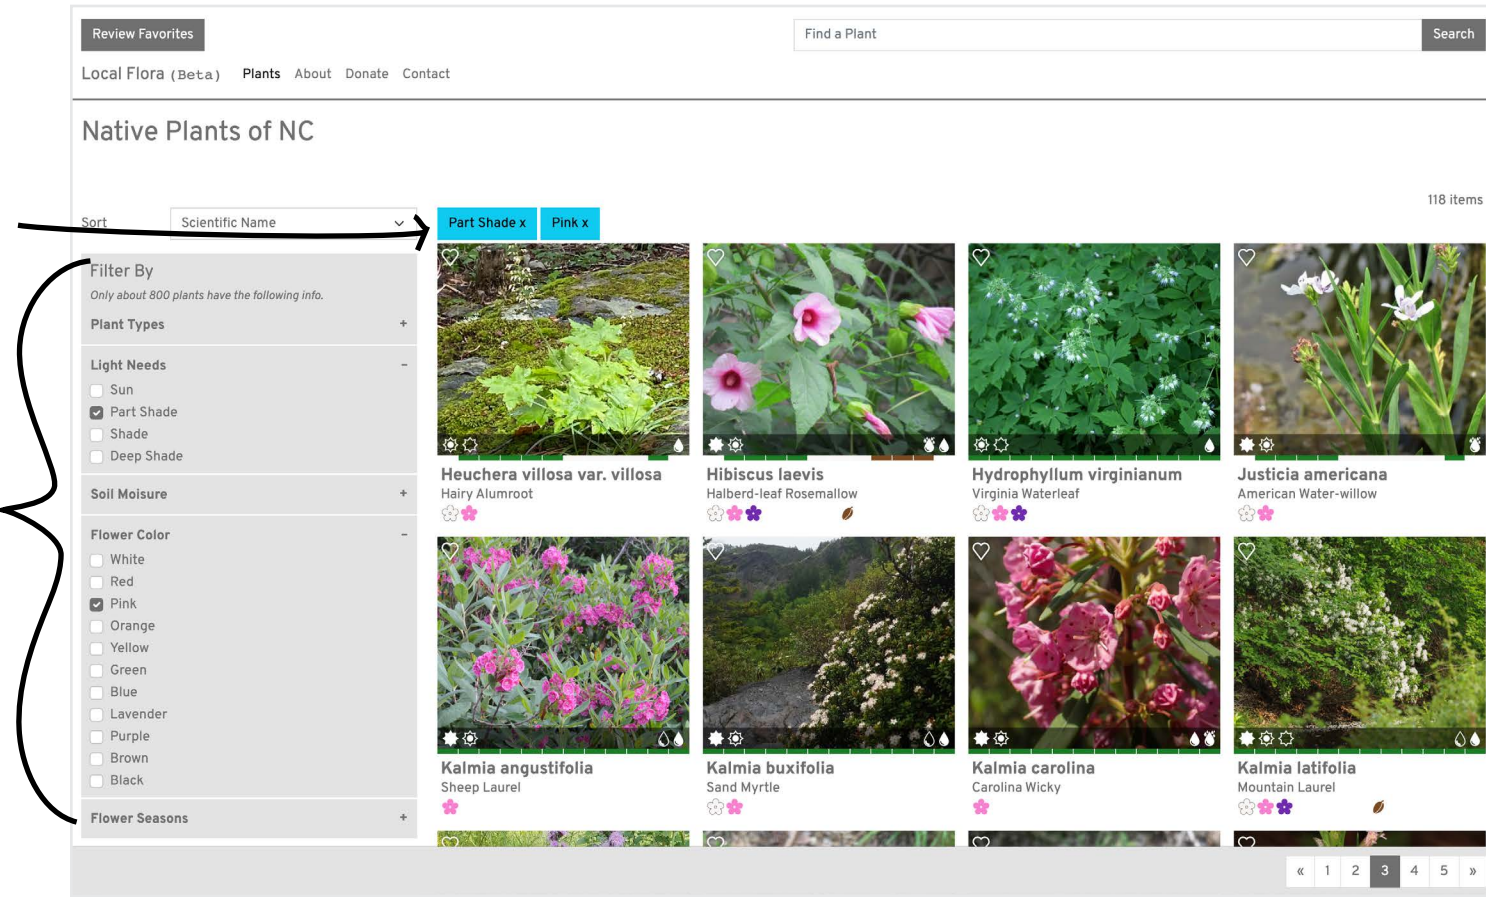 Review Favorites
Find a Plant
Search
Local Flora (Beta) Plants About Donate Contact
Native Plants of NC
118 items
Sort
Scientific Name
Part Shade x
Pink x
Filter By
Only about 800 plants have the following info.
Plant Types +
Light Needs -
Sun
Part Shade
Shade
Deep Shade
Soil Moisure +
Flower Color -
White
Red
Pink
Orange
Yellow
Green
Blue
Lavender
Purple
Brown
Black
Flower Seasons +
Heuchera villosa var. villosa
Hairy Alumroot
Hibiscus laevis
Halberd-leaf Rosemallow
Hydrophyllum virginianum
Virginia Waterleaf
Justicia americana
American Water-willow
Kalmia angustifolia
Sheep Laurel
Kalmia buxifolia
Sand Myrtle
Kalmia carolina
Carolina Wicky
Kalmia latifolia
Mountain Laurel
« 1 2 3 4 5 »